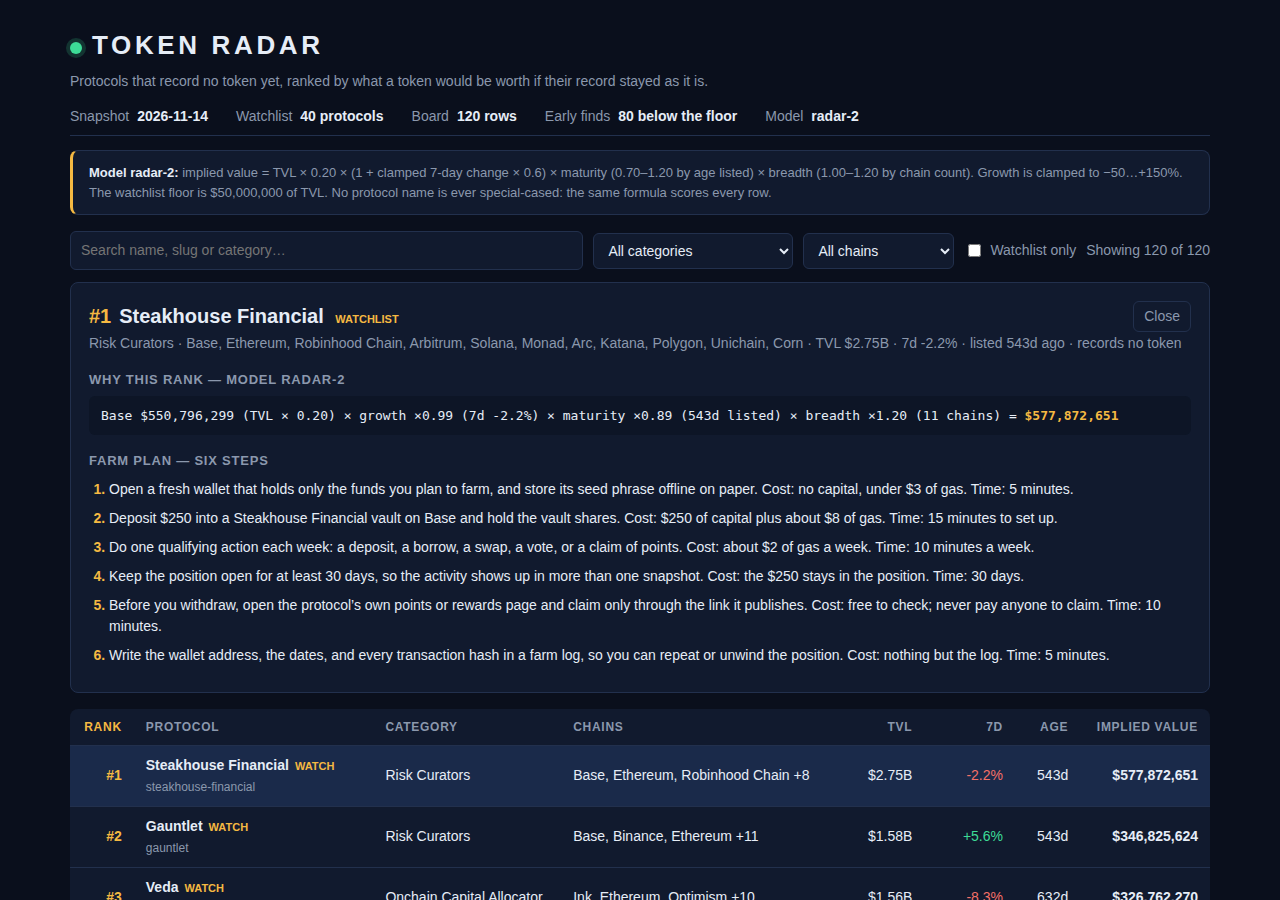 TOKEN RADAR
Protocols that record no token yet, ranked by what a token would be worth if their record stayed as it is.
Snapshot 2026-11-14 Watchlist 40 protocols Board 120 rows Early finds 80 below the floor Model radar-2
Model radar-2: implied value = TVL × 0.20 × (1 + clamped 7-day change × 0.6) × maturity (0.70–1.20 by age listed) × breadth (1.00–1.20 by chain count). Growth is clamped to −50…+150%.
The watchlist floor is $50,000,000 of TVL. No protocol name is ever special-cased: the same formula scores every row.
Search name, slug or category… All categories All chains Watchlist only Showing 120 of 120
#1 Steakhouse Financial WATCHLIST Close
Risk Curators · Base, Ethereum, Robinhood Chain, Arbitrum, Solana, Monad, Arc, Katana, Polygon, Unichain, Corn · TVL $2.75B · 7d -2.2% · listed 543d ago · records no token
WHY THIS RANK — MODEL RADAR-2
Base $550,796,299 (TVL × 0.20) × growth ×0.99 (7d -2.2%) × maturity ×0.89 (543d listed) × breadth ×1.20 (11 chains) = $577,872,651
FARM PLAN — SIX STEPS
1. Open a fresh wallet that holds only the funds you plan to farm, and store its seed phrase offline on paper. Cost: no capital, under $3 of gas. Time: 5 minutes.
2. Deposit $250 into a Steakhouse Financial vault on Base and hold the vault shares. Cost: $250 of capital plus about $8 of gas. Time: 15 minutes to set up.
3. Do one qualifying action each week: a deposit, a borrow, a swap, a vote, or a claim of points. Cost: about $2 of gas a week. Time: 10 minutes a week.
4. Keep the position open for at least 30 days, so the activity shows up in more than one snapshot. Cost: the $250 stays in the position. Time: 30 days.
5. Before you withdraw, open the protocol’s own points or rewards page and claim only through the link it publishes. Cost: free to check; never pay anyone to claim. Time: 10
minutes.
6. Write the wallet address, the dates, and every transaction hash in a farm log, so you can repeat or unwind the position. Cost: nothing but the log. Time: 5 minutes.
RANK PROTOCOL CATEGORY CHAINS TVL 7D AGE IMPLIED VALUE
#1 Steakhouse Financial WATCH Risk Curators Base, Ethereum, Robinhood Chain +8 $2.75B -2.2% 543d $577,872,651
steakhouse-financial
#2 Gauntlet WATCH Risk Curators Base, Binance, Ethereum +11 $1.58B +5.6% 543d $346,825,624
gauntlet
#3 Veda WATCH Onchain Capital Allocator Ink, Ethereum, Optimism +10 $1.56B -8.3% 632d $326,762,270